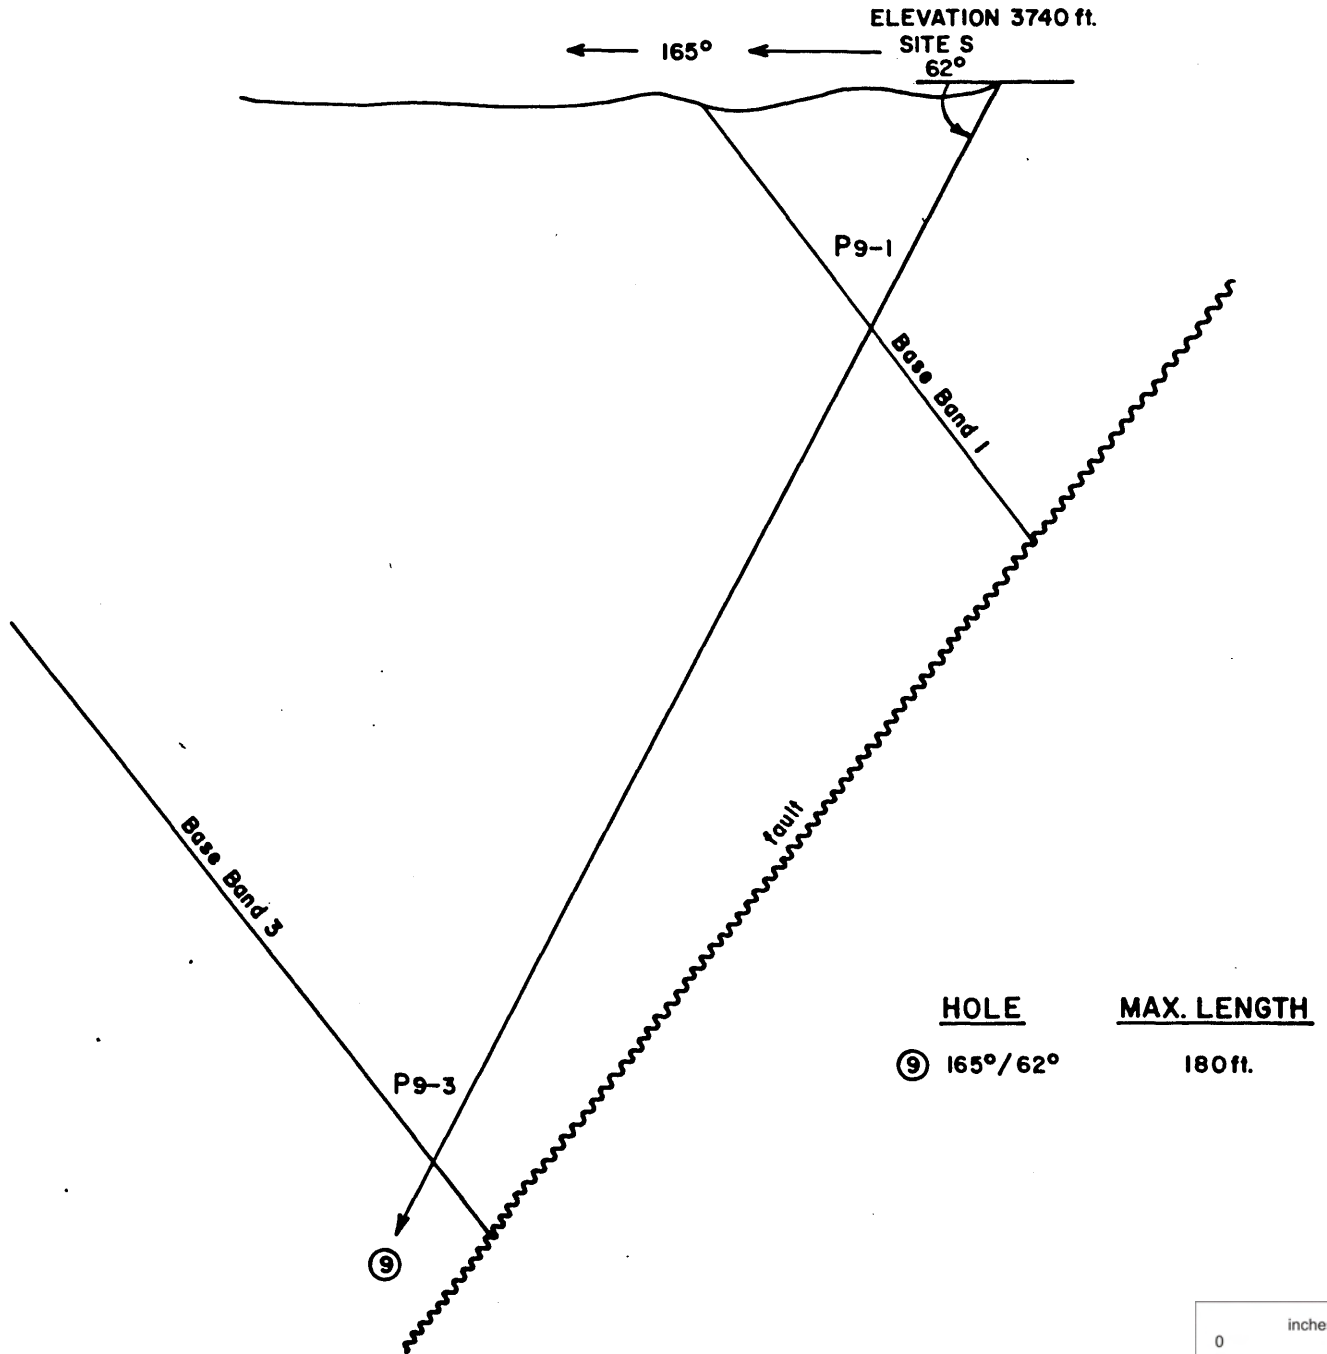 ELEVATION 3740 ft.
165°
SITE S
62°
P9-1
Base Band 1
fault
Base Band 3
HOLE MAX. LENGTH
9 165°/62° 180 ft.
P9-3
9
0